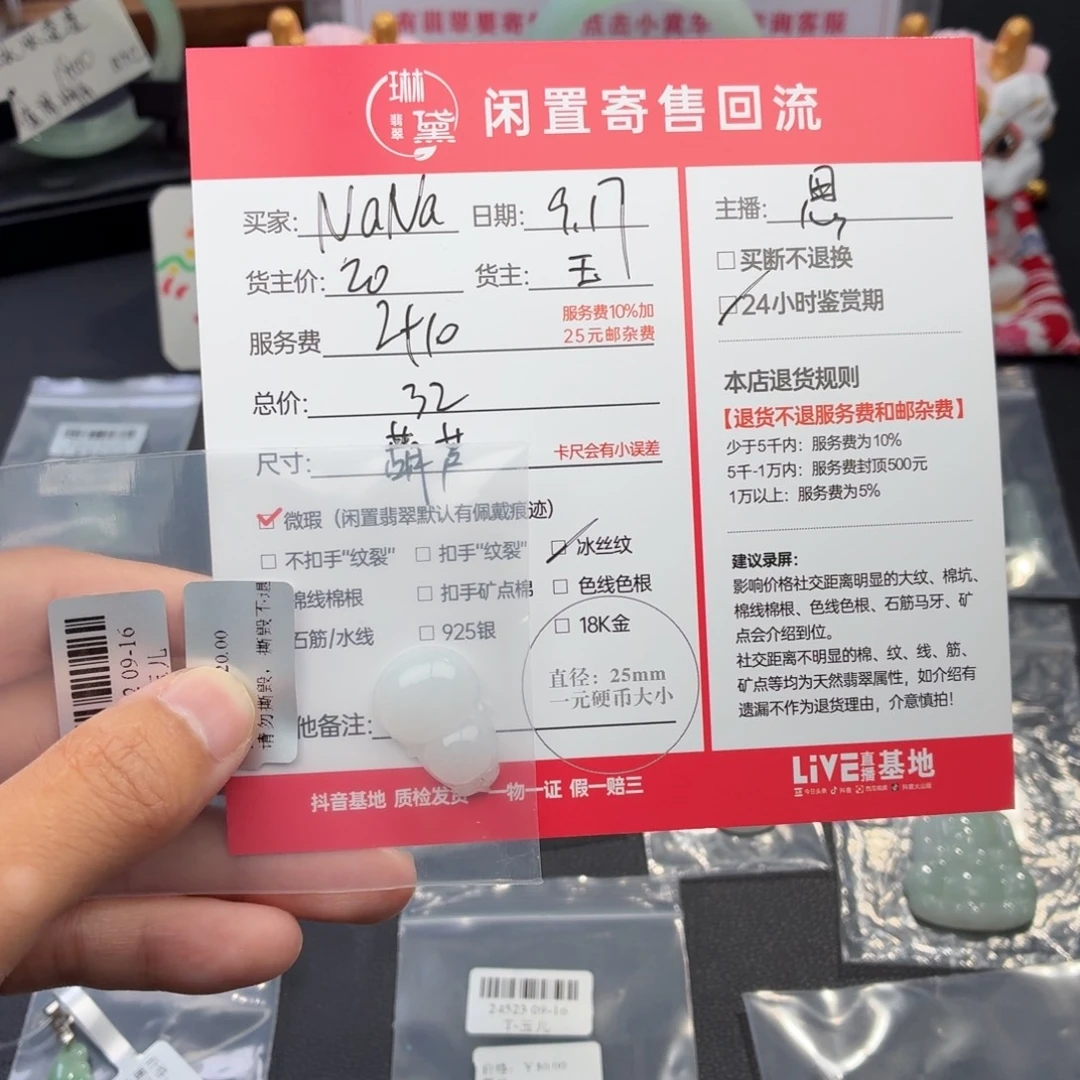 琳
翡翠
黛
闲置寄售回流
买家: NaNa 日期: 9.17
货主价: 20 货主: 玉
服务费10%加
25元邮杂费
服务费
总价: 32
尺寸: 葫芦
卡尺会有小误差
微瑕（闲置翡翠默认有佩戴痕迹）
不扣手“纹裂” 扣手“纹裂” 冰丝纹
棉线棉根 扣手矿点棉 色线色根
石筋/水线 925银 18K金
直径：25mm
一元硬币大小
他备注:
抖音基地 质检发货 一物一证 假一赔三
主播: 恩
买断不退换
24小时鉴赏期
本店退货规则
【退货不退服务费和邮杂费】
少于5千内：服务费为10%
5千-1万内：服务费封顶500元
1万以上：服务费为5%
建议录屏：
影响价格社交距离明显的大纹、棉坑、
棉线棉根、色线色根、石筋马牙、矿
点会介绍到位。
社交距离不明显的棉、纹、线、筋、
矿点等均为天然翡翠属性，如介绍有
遗漏不作为退货理由，介意慎拍！
LiVE直播基地
今日头条 抖音
09-16
20.00
请勿撕毁，撕毁不退
24523 09-16